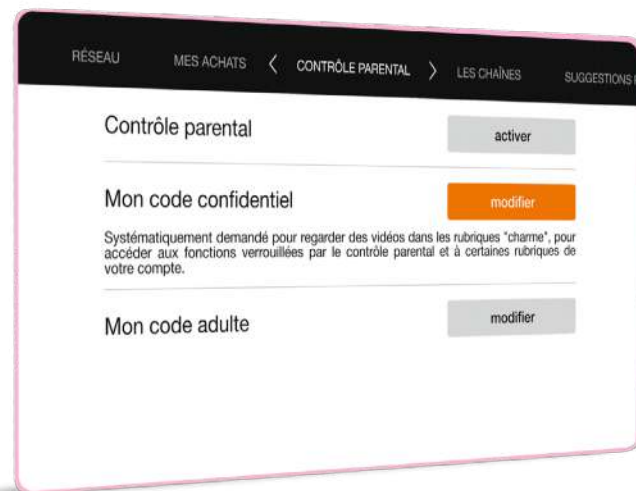 RÉSEAU MES ACHATS < CONTRÔLE PARENTAL > LES CHAÎNES SUGGESTIONS
Contrôle parental activer
Mon code confidentiel modifier
Systématiquement demandé pour regarder des vidéos dans les rubriques "charme", pour
accéder aux fonctions verrouillées par le contrôle parental et à certaines rubriques de
votre compte.
Mon code adulte modifier